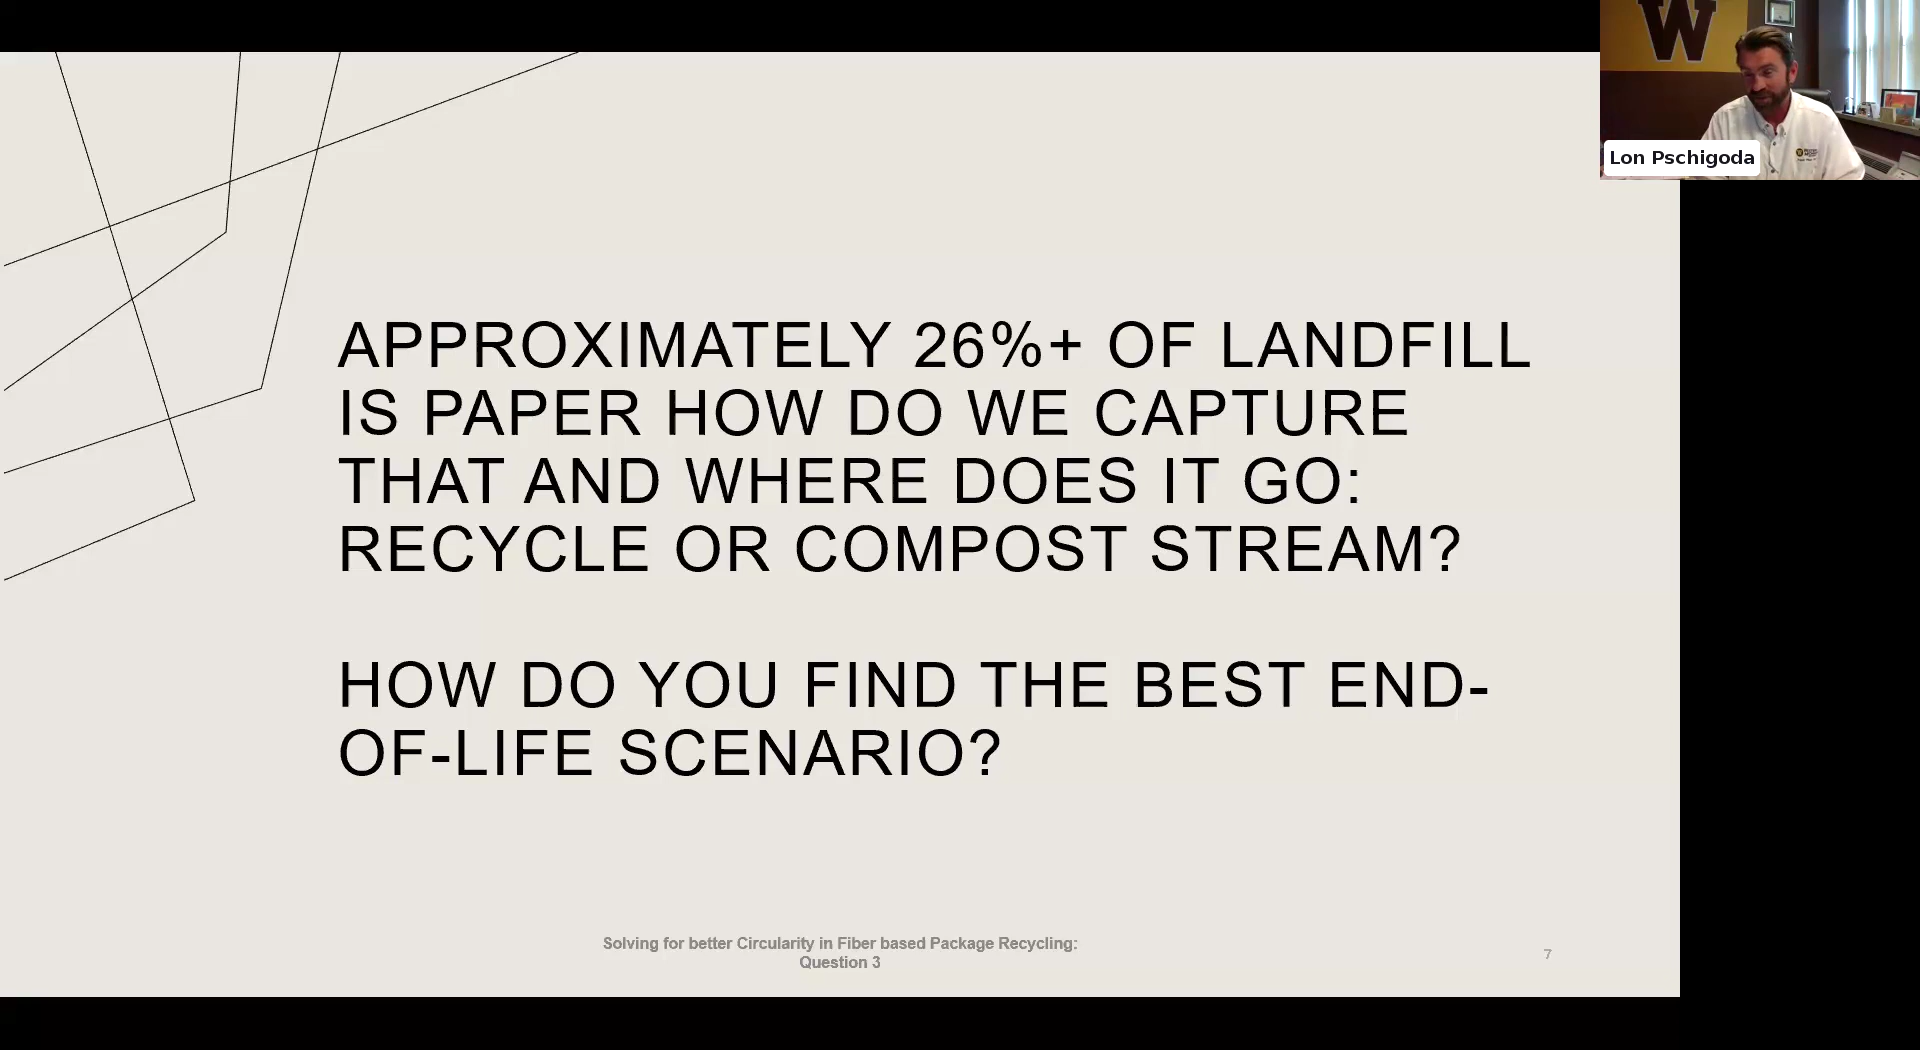 W
Lon Pschigoda
APPROXIMATELY 26%+ OF LANDFILL
IS PAPER HOW DO WE CAPTURE
THAT AND WHERE DOES IT GO:
RECYCLE OR COMPOST STREAM?
HOW DO YOU FIND THE BEST END-
OF-LIFE SCENARIO?
Solving for better Circularity in Fiber based Package Recycling:
Question 3
7